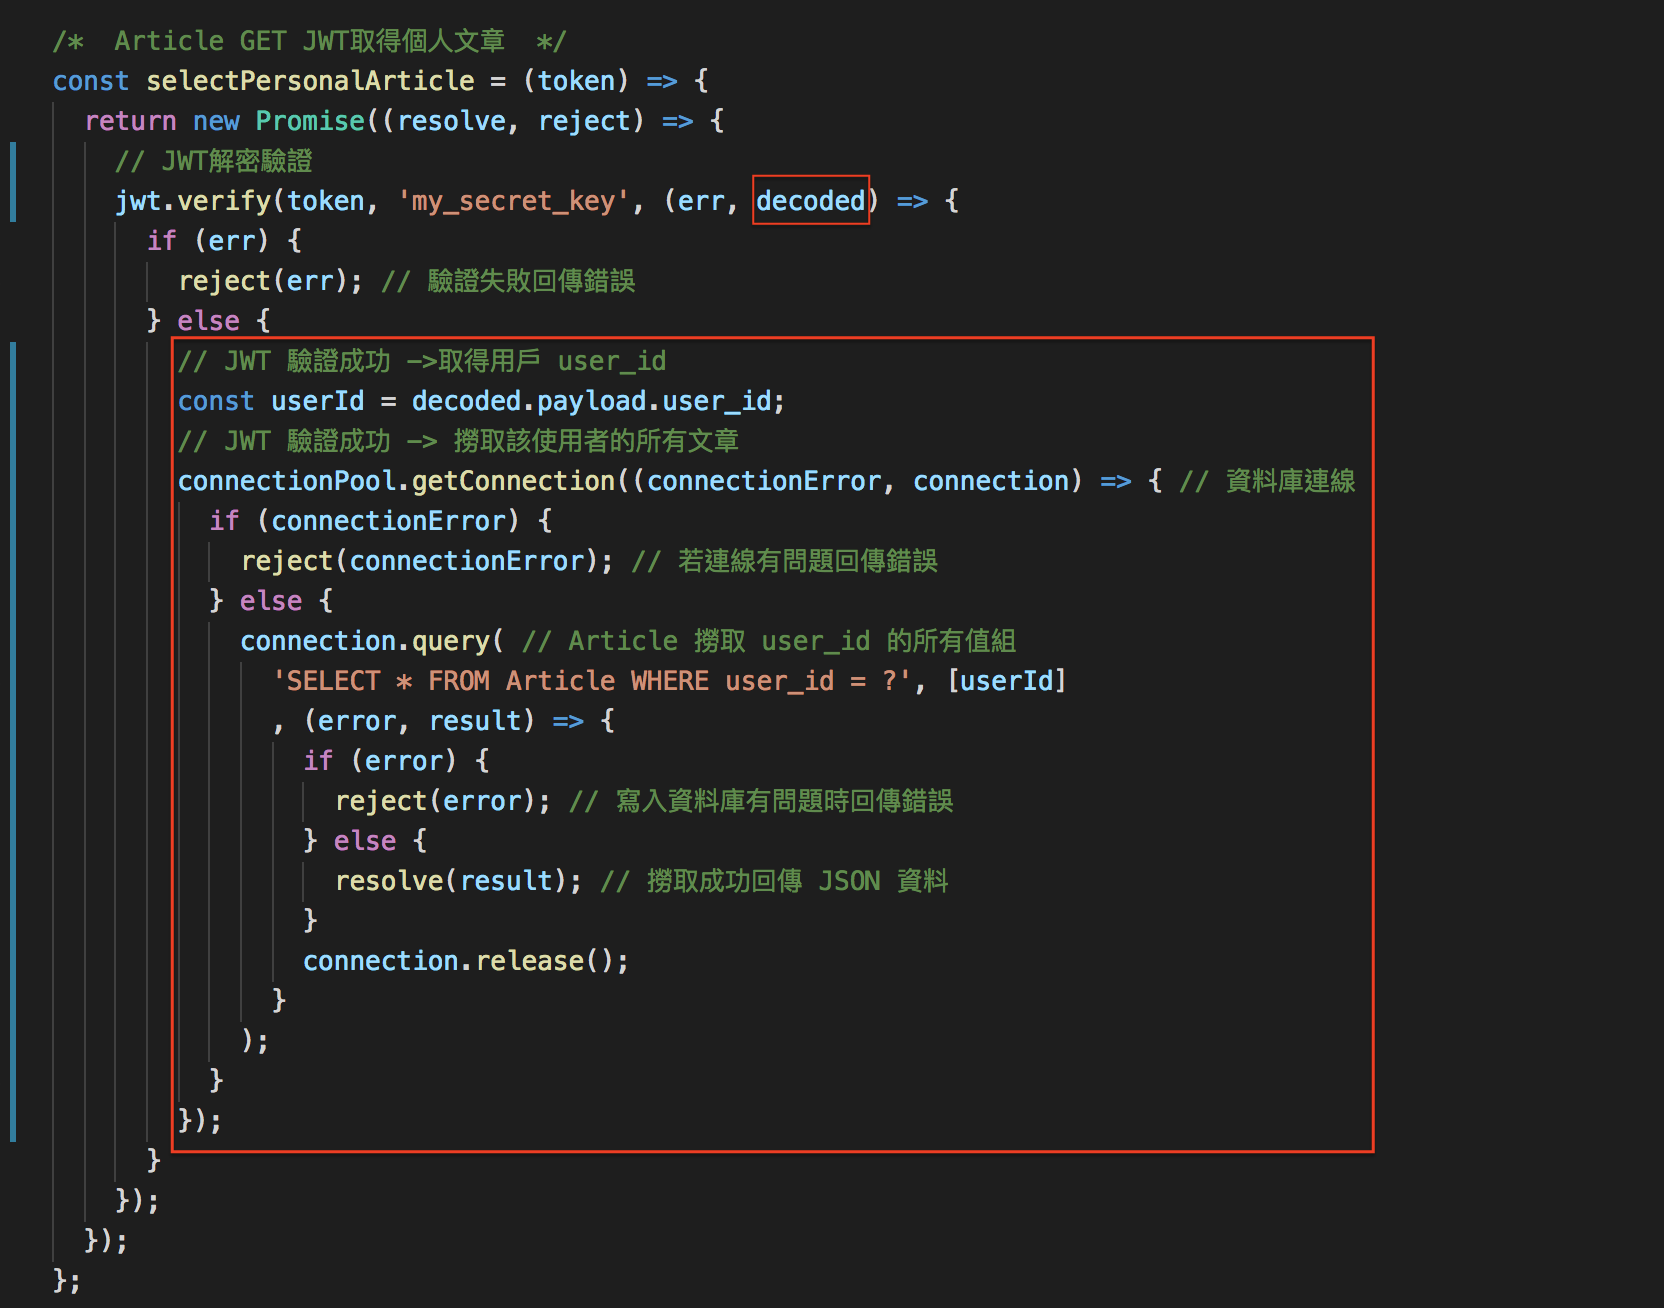 /*  Article GET JWT取得個人文章  */
const selectPersonalArticle = (token) => {
  return new Promise((resolve, reject) => {
    // JWT解密驗證
    jwt.verify(token, 'my_secret_key', (err, decoded) => {
      if (err) {
        reject(err); // 驗證失敗回傳錯誤
      } else {
        // JWT 驗證成功 ->取得用戶 user_id
        const userId = decoded.payload.user_id;
        // JWT 驗證成功 -> 撈取該使用者的所有文章
        connectionPool.getConnection((connectionError, connection) => { // 資料庫連線
          if (connectionError) {
            reject(connectionError); // 若連線有問題回傳錯誤
          } else {
            connection.query( // Article 撈取 user_id 的所有值組
              'SELECT * FROM Article WHERE user_id = ?', [userId]
              , (error, result) => {
                if (error) {
                  reject(error); // 寫入資料庫有問題時回傳錯誤
                } else {
                  resolve(result); // 撈取成功回傳 JSON 資料
                }
                connection.release();
              }
            );
          }
        });
      }
    });
  });
};